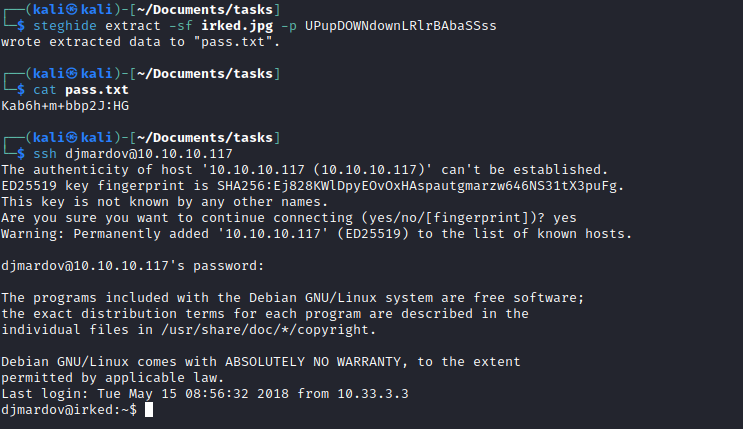 ┌──(kali㉿kali)-[~/Documents/tasks]
└─$ steghide extract -sf irked.jpg -p UPupDOWNdownLRlrBAbaSSss
wrote extracted data to "pass.txt".
┌──(kali㉿kali)-[~/Documents/tasks]
└─$ cat pass.txt
Kab6h+m+bbp2J:HG
┌──(kali㉿kali)-[~/Documents/tasks]
└─$ ssh djmardov@10.10.10.117
The authenticity of host '10.10.10.117 (10.10.10.117)' can't be established.
ED25519 key fingerprint is SHA256:Ej828KWlDpyEOvOxHAspautgmarzw646NS31tX3puFg.
This key is not known by any other names.
Are you sure you want to continue connecting (yes/no/[fingerprint])? yes
Warning: Permanently added '10.10.10.117' (ED25519) to the list of known hosts.
djmardov@10.10.10.117's password:
The programs included with the Debian GNU/Linux system are free software;
the exact distribution terms for each program are described in the
individual files in /usr/share/doc/*/copyright.
Debian GNU/Linux comes with ABSOLUTELY NO WARRANTY, to the extent
permitted by applicable law.
Last login: Tue May 15 08:56:32 2018 from 10.33.3.3
djmardov@irked:~$